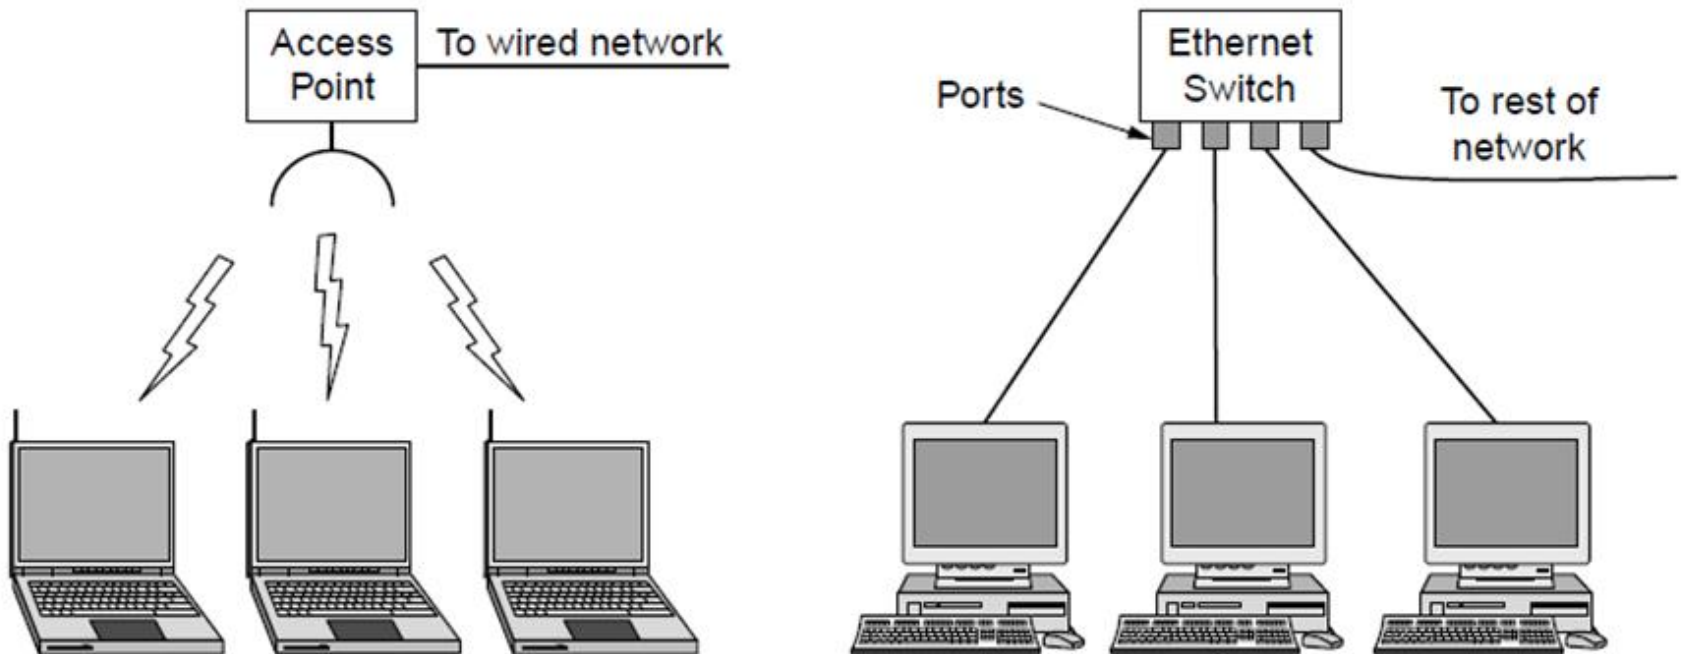 Access
Point
To wired network
Ethernet
Switch
Ports
To rest of
network